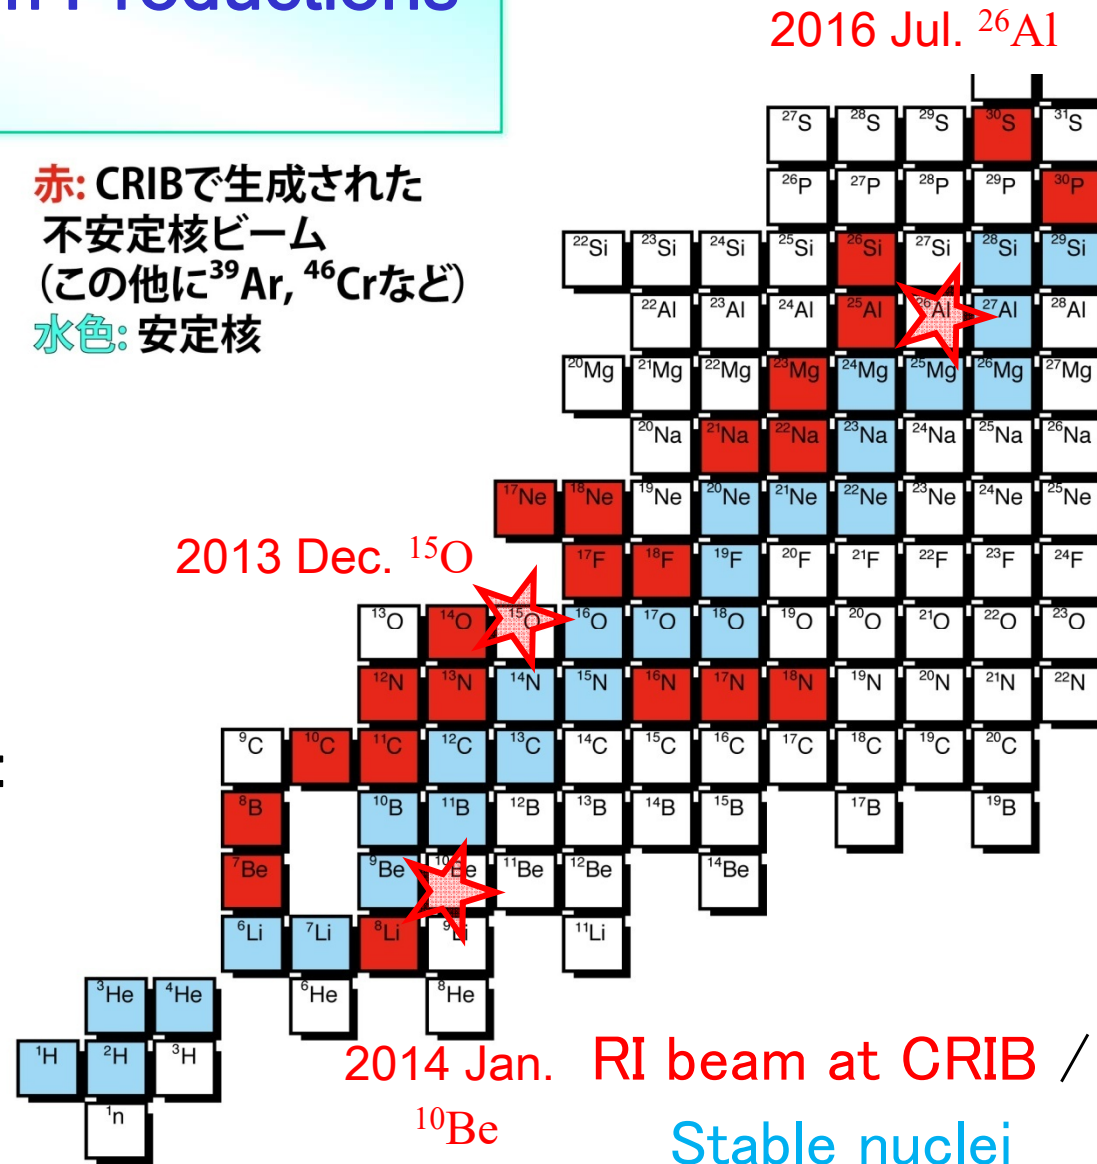 n Productions
2016 Jul. ²⁶Al
赤: CRIBで生成された
不安定核ビーム
(この他に³⁹Ar, ⁴⁶Crなど)
水色: 安定核
²⁷S ²⁸S ²⁹S ³⁰S ³¹S
²⁶P ²⁷P ²⁸P ²⁹P ³⁰P
²²Si ²³Si ²⁴Si ²⁵Si ²⁶Si ²⁷Si ²⁸Si ²⁹Si
²²Al ²³Al ²⁴Al ²⁵Al ²⁶Al ²⁷Al ²⁸Al
²⁰Mg ²¹Mg ²²Mg ²³Mg ²⁴Mg ²⁵Mg ²⁶Mg ²⁷Mg
²⁰Na ²¹Na ²²Na ²³Na ²⁴Na ²⁵Na ²⁶Na
¹⁷Ne ¹⁸Ne ¹⁹Ne ²⁰Ne ²¹Ne ²²Ne ²³Ne ²⁴Ne ²⁵Ne
2013 Dec. ¹⁵O
¹⁷F ¹⁸F ¹⁹F ²⁰F ²¹F ²²F ²³F ²⁴F
¹³O ¹⁴O ¹⁵O ¹⁶O ¹⁷O ¹⁸O ¹⁹O ²⁰O ²¹O ²²O ²³O
¹²N ¹³N ¹⁴N ¹⁵N ¹⁶N ¹⁷N ¹⁸N ¹⁹N ²⁰N ²¹N ²²N
:
⁹C ¹⁰C ¹¹C ¹²C ¹³C ¹⁴C ¹⁵C ¹⁶C ¹⁷C ¹⁸C ¹⁹C ²⁰C
⁸B ¹⁰B ¹¹B ¹²B ¹³B ¹⁴B ¹⁵B ¹⁷B ¹⁹B
⁷Be ⁹Be ¹⁰Be ¹¹Be ¹²Be ¹⁴Be
⁶Li ⁷Li ⁸Li ⁹Li ¹¹Li
³He ⁴He ⁶He ⁸He
¹H ²H ³H
¹n
2014 Jan.
¹⁰Be
RI beam at CRIB /
Stable nuclei